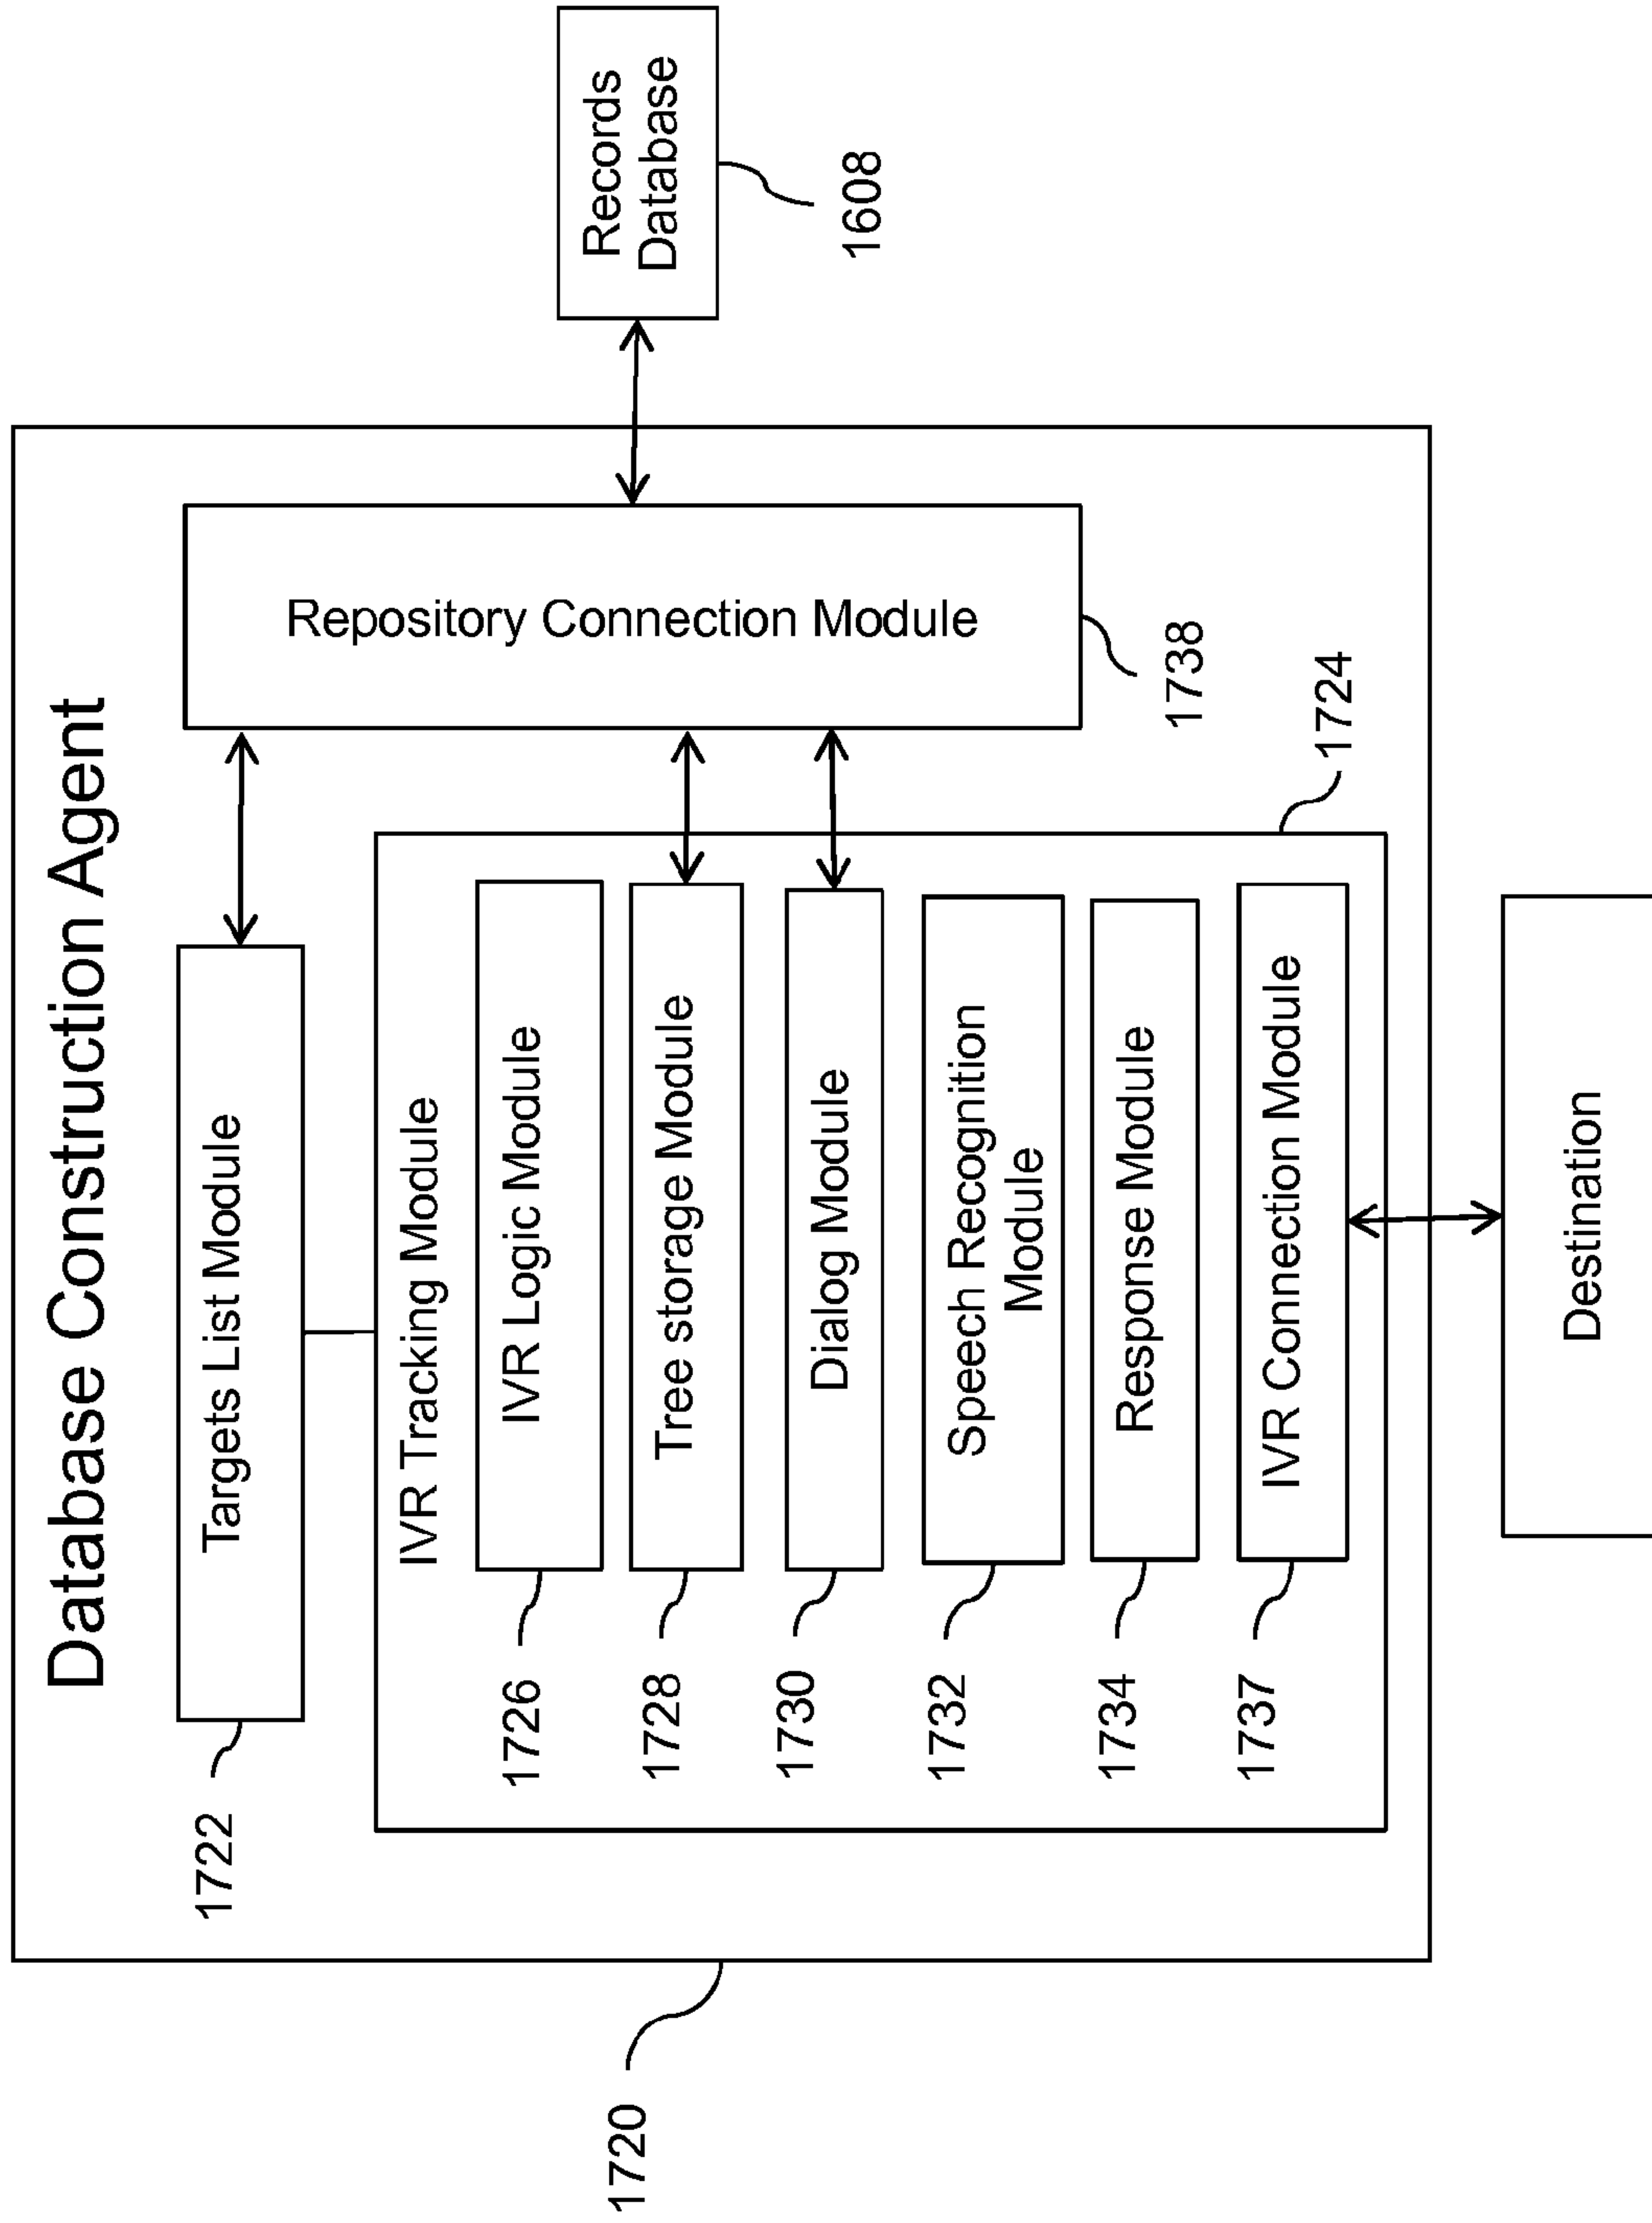 Database Construction Agent
1720
1722
Targets List Module
IVR Tracking Module
1726
IVR Logic Module
1728
Tree storage Module
1730
Dialog Module
1732
Speech Recognition
Module
1734
Response Module
1737
IVR Connection Module
1724
Repository Connection Module
1738
Records
Database
1608
Destination